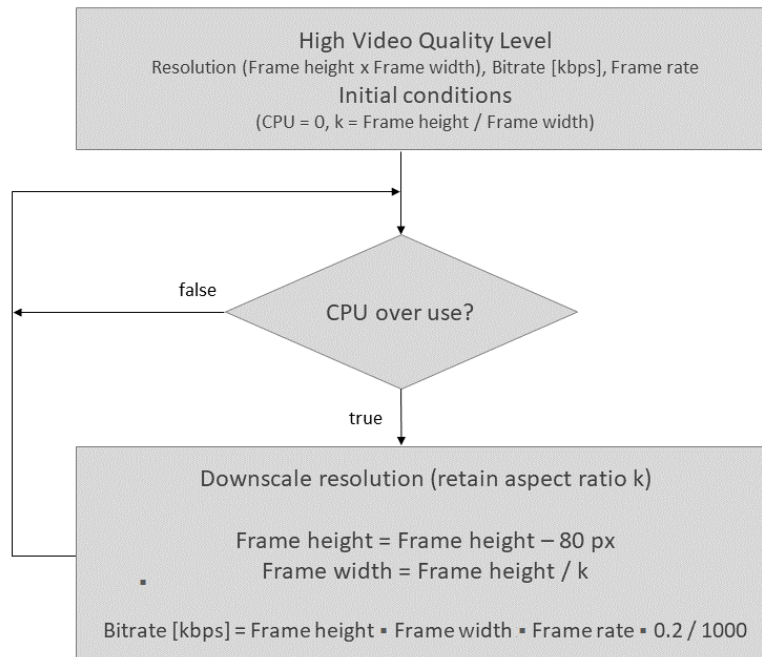 High Video Quality Level
Resolution (Frame height x Frame width), Bitrate [kbps], Frame rate
Initial conditions
(CPU = 0, k = Frame height / Frame width)
false
CPU over use?
true
Downscale resolution (retain aspect ratio k)
Frame height = Frame height – 80 px
Frame width = Frame height / k
Bitrate [kbps] = Frame height ▪ Frame width ▪ Frame rate ▪ 0.2 / 1000